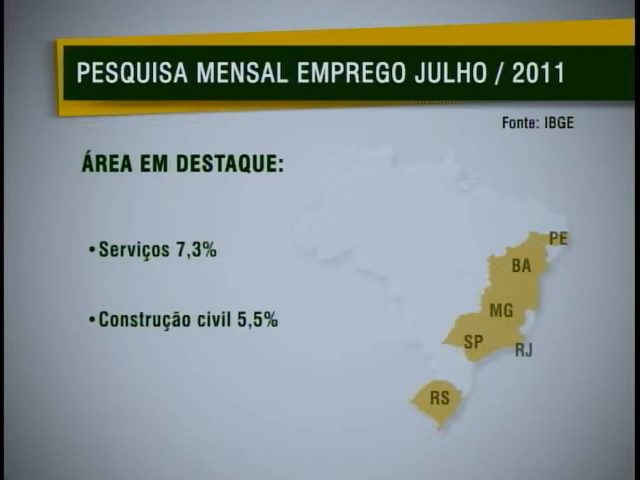 PESQUISA MENSAL EMPREGO JULHO / 2011
Fonte: IBGE
ÁREA EM DESTAQUE:
•Serviços 7,3%
•Construção civil 5,5%
PE
BA
MG
SP
RJ
RS